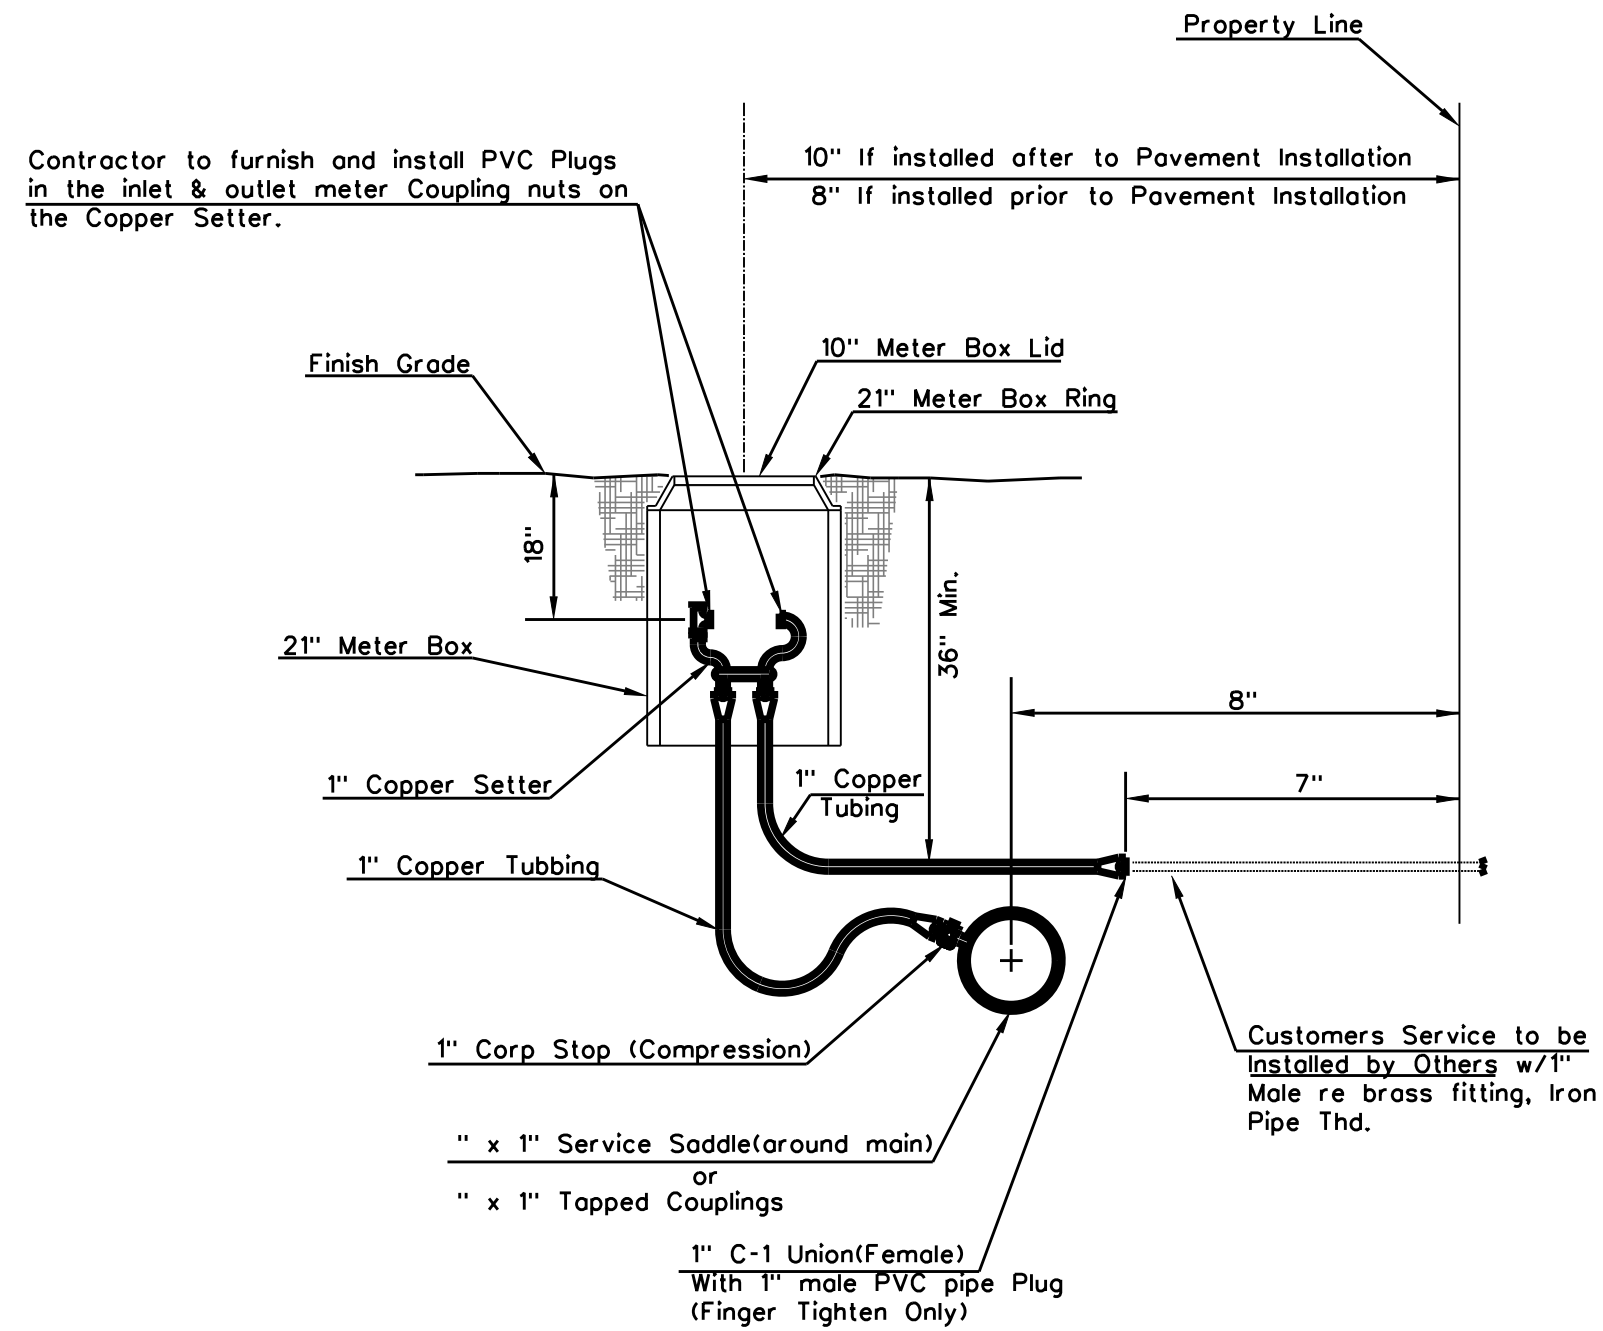 Property Line
10" If installed after to Pavement Installation
8" If installed prior to Pavement Installation
Contractor to furnish and install PVC Plugs
in the inlet & outlet meter Coupling nuts on
the Copper Setter.
10" Meter Box Lid
Finish Grade
21" Meter Box Ring
18"
36" Min.
21" Meter Box
8"
1" Copper Setter
1" Copper
Tubing
7"
1" Copper Tubbing
1" Corp Stop (Compression)
Customers Service to be
Installed by Others w/1"
Male re brass fitting, Iron
Pipe Thd.
" x 1" Service Saddle(around main)
or
" x 1" Tapped Couplings
1" C-1 Union(Female)
With 1" male PVC pipe Plug
(Finger Tighten Only)